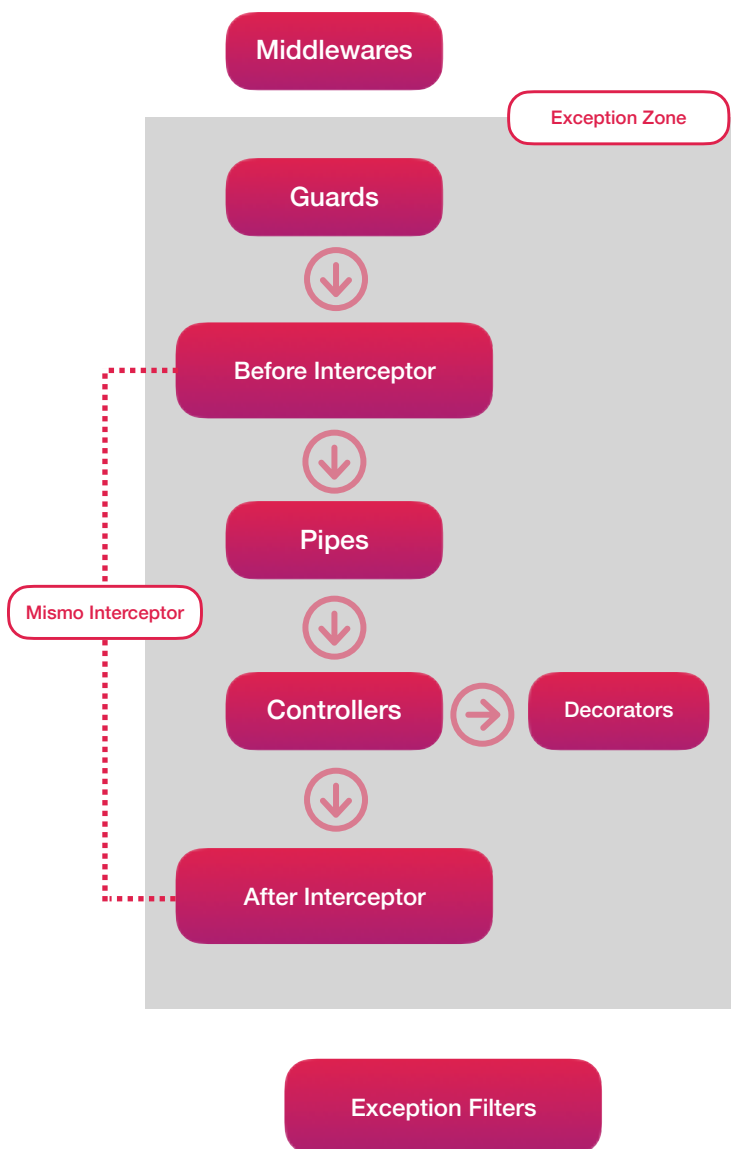 Middlewares
Exception Zone
Guards
Before Interceptor
Pipes
Mismo Interceptor
Controllers
Decorators
After Interceptor
Exception Filters